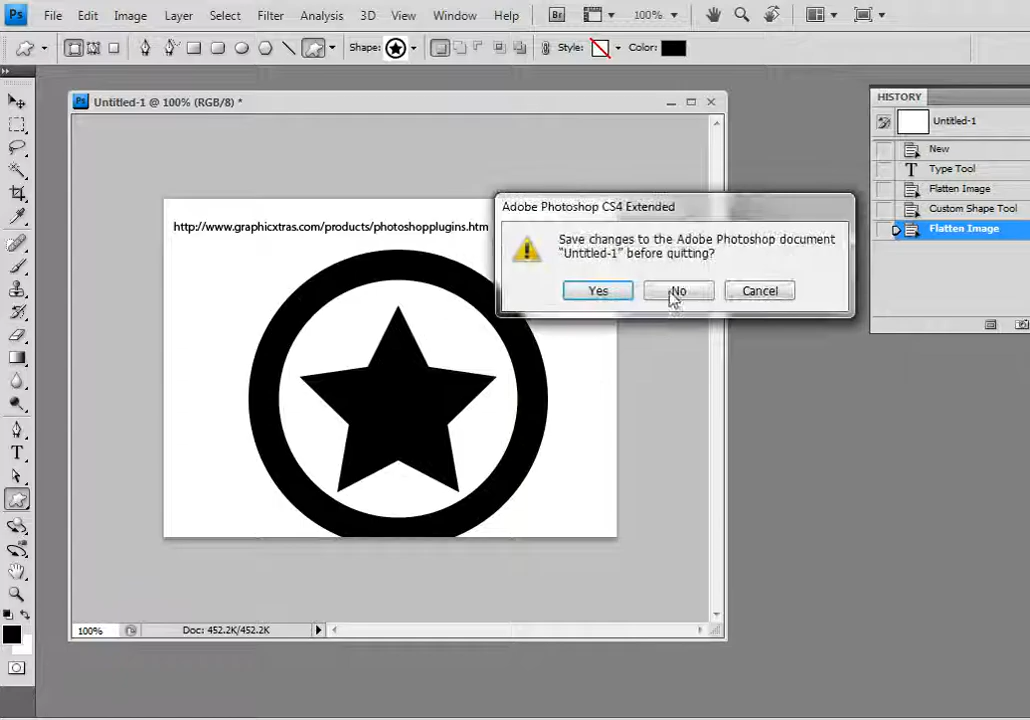 Ps File Edit Image Layer Select Filter Analysis 3D View Window Help Br 100%
Shape: Style: Color:
Untitled-1 @ 100% (RGB/8) *
HISTORY
Untitled-1
New
Type Tool
Flatten Image
Custom Shape Tool
Flatten Image
http://www.graphicxtras.com/products/photoshopplugins.htm
Adobe Photoshop CS4 Extended
Save changes to the Adobe Photoshop document
"Untitled-1" before quitting?
Yes No Cancel
100% Doc: 452.2K/452.2K